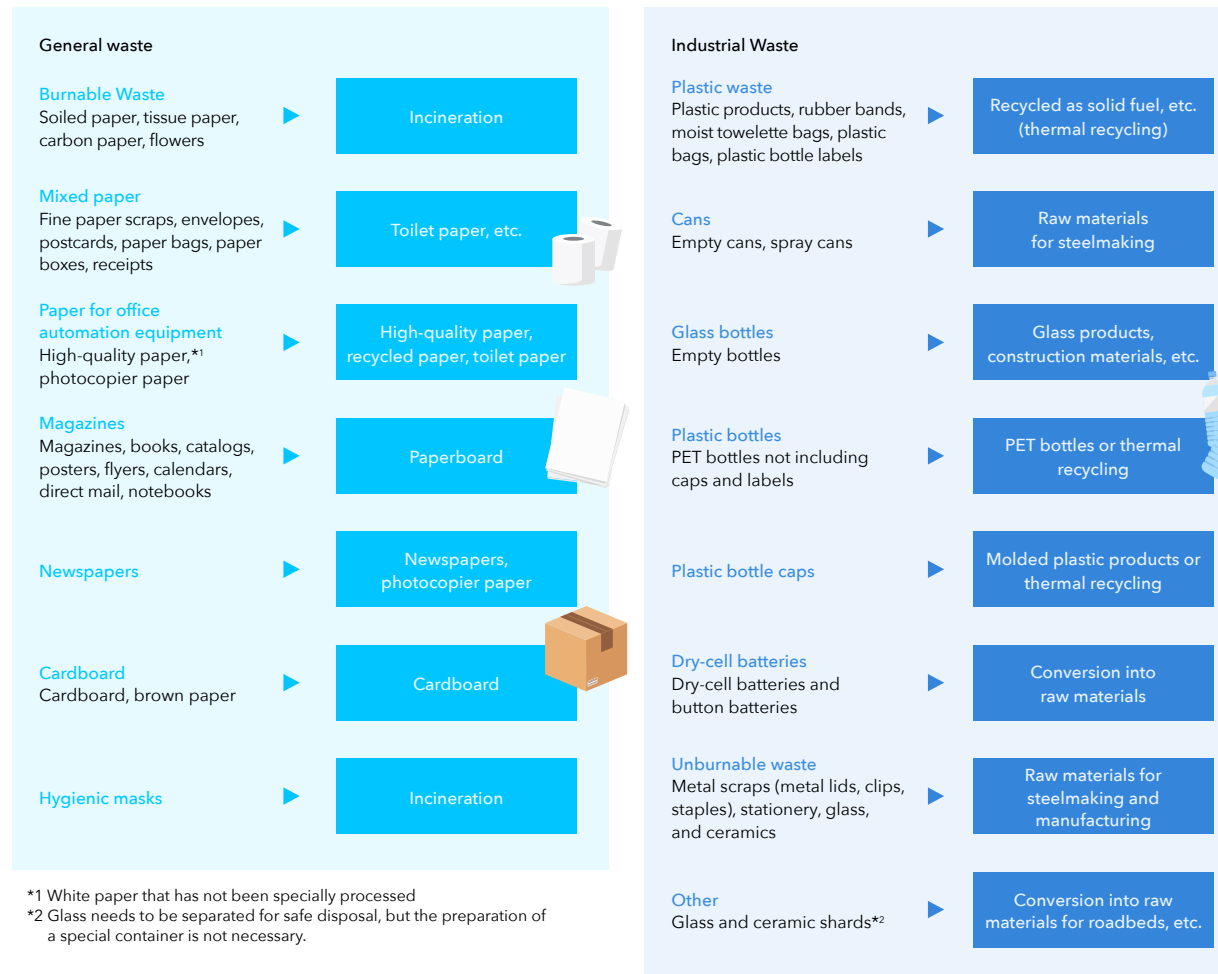 General waste
Burnable Waste
Soiled paper, tissue paper,
carbon paper, flowers
Incineration
Mixed paper
Fine paper scraps, envelopes,
postcards, paper bags, paper
boxes, receipts
Toilet paper, etc.
Paper for office
automation equipment
High-quality paper,*1
photocopier paper
High-quality paper,
recycled paper, toilet paper
Magazines
Magazines, books, catalogs,
posters, flyers, calendars,
direct mail, notebooks
Paperboard
Newspapers
Newspapers,
photocopier paper
Cardboard
Cardboard, brown paper
Cardboard
Hygienic masks
Incineration
*1 White paper that has not been specially processed
*2 Glass needs to be separated for safe disposal, but the preparation of
a special container is not necessary.
Industrial Waste
Plastic waste
Plastic products, rubber bands,
moist towelette bags, plastic
bags, plastic bottle labels
Recycled as solid fuel, etc.
(thermal recycling)
Cans
Empty cans, spray cans
Raw materials
for steelmaking
Glass bottles
Empty bottles
Glass products,
construction materials, etc.
Plastic bottles
PET bottles not including
caps and labels
PET bottles or thermal
recycling
Plastic bottle caps
Molded plastic products or
thermal recycling
Dry-cell batteries
Dry-cell batteries and
button batteries
Conversion into
raw materials
Unburnable waste
Metal scraps (metal lids, clips,
staples), stationery, glass,
and ceramics
Raw materials for
steelmaking and
manufacturing
Other
Glass and ceramic shards*2
Conversion into raw
materials for roadbeds, etc.